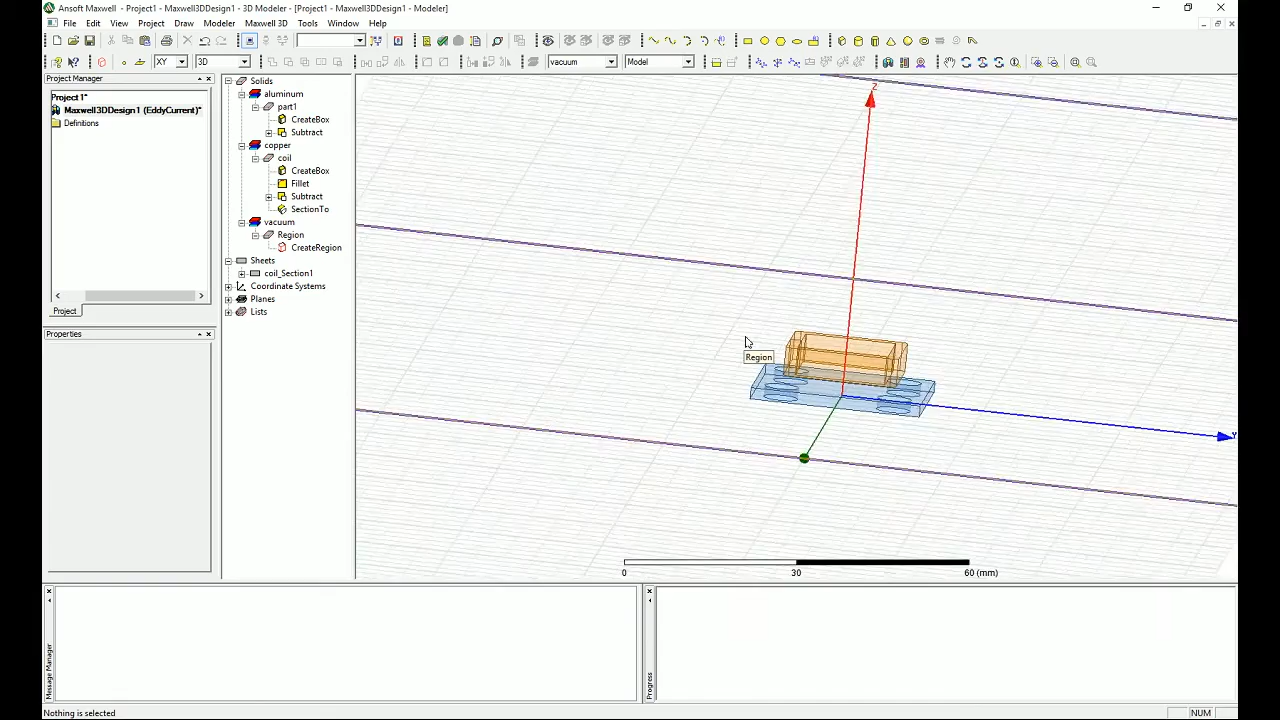 Ansoft Maxwell - Project1 - Maxwell3DDesign1 - 3D Modeler - [Project1 - Maxwell3DDesign1 - Modeler]
File Edit View Project Draw Modeler Maxwell 3D Tools Window Help
XY 3D vacuum Model
Project Manager
Project1*
Maxwell3DDesign1 (EddyCurrent)*
Definitions
Project
Properties
Solids
aluminum
part1
CreateBox
Subtract
copper
coil
CreateBox
Fillet
Subtract
SectionTo
vacuum
Region
CreateRegion
Sheets
coil_Section1
Coordinate Systems
Planes
Lists
Z
Region
Y
0 30 60 (mm)
Message Manager
Progress
Nothing is selected
NUM